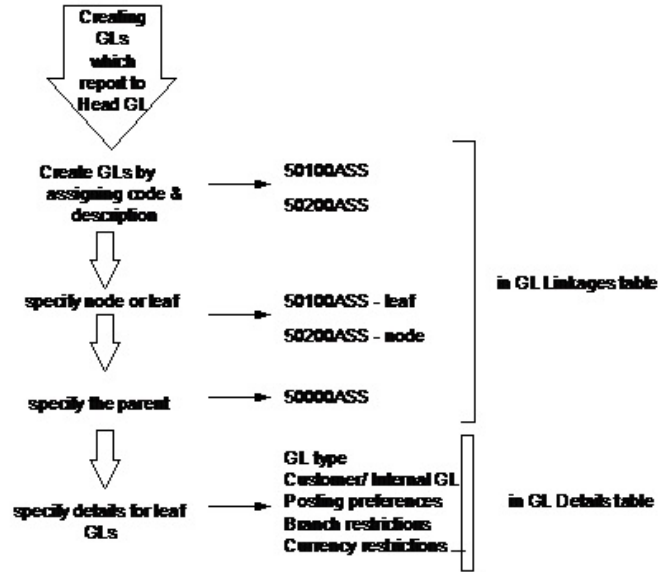 Creating
GLs
which
report to
Head GL
Create GLs by
assigning code &
description
50100ASS
50200ASS
in GL Linkages table
specify node or leaf
50100ASS - leaf
50200ASS - node
specify the parent
50000ASS
specify details for leaf
GLs
GL type
Customer/ Internal GL
Posting preferences
Branch restrictions
Currency restrictions
in GL Details table